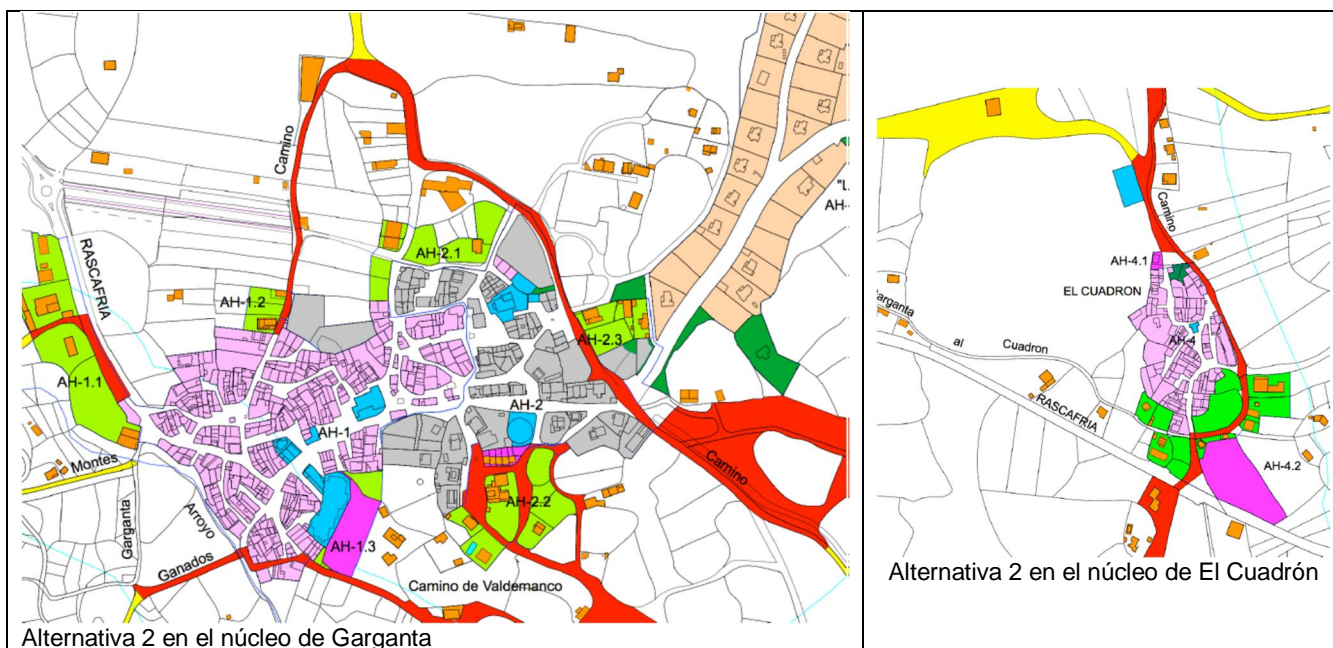 Camino
"L
AH-
RASCAFRIA
AH-2.1
AH-1.2
AH-2.3
AH-1.1
AH-2
AH-1
Montes
Camino
Garganta
Arroyo
AH-2.2
AH-1.3
Ganados
Camino de Valdemanco
Alternativa 2 en el núcleo de Garganta
Camino
AH-4.1
EL CUADRON
Garganta
al
Cuadron
AH-4
RASCAFRIA
AH-4.2
Alternativa 2 en el núcleo de El Cuadrón